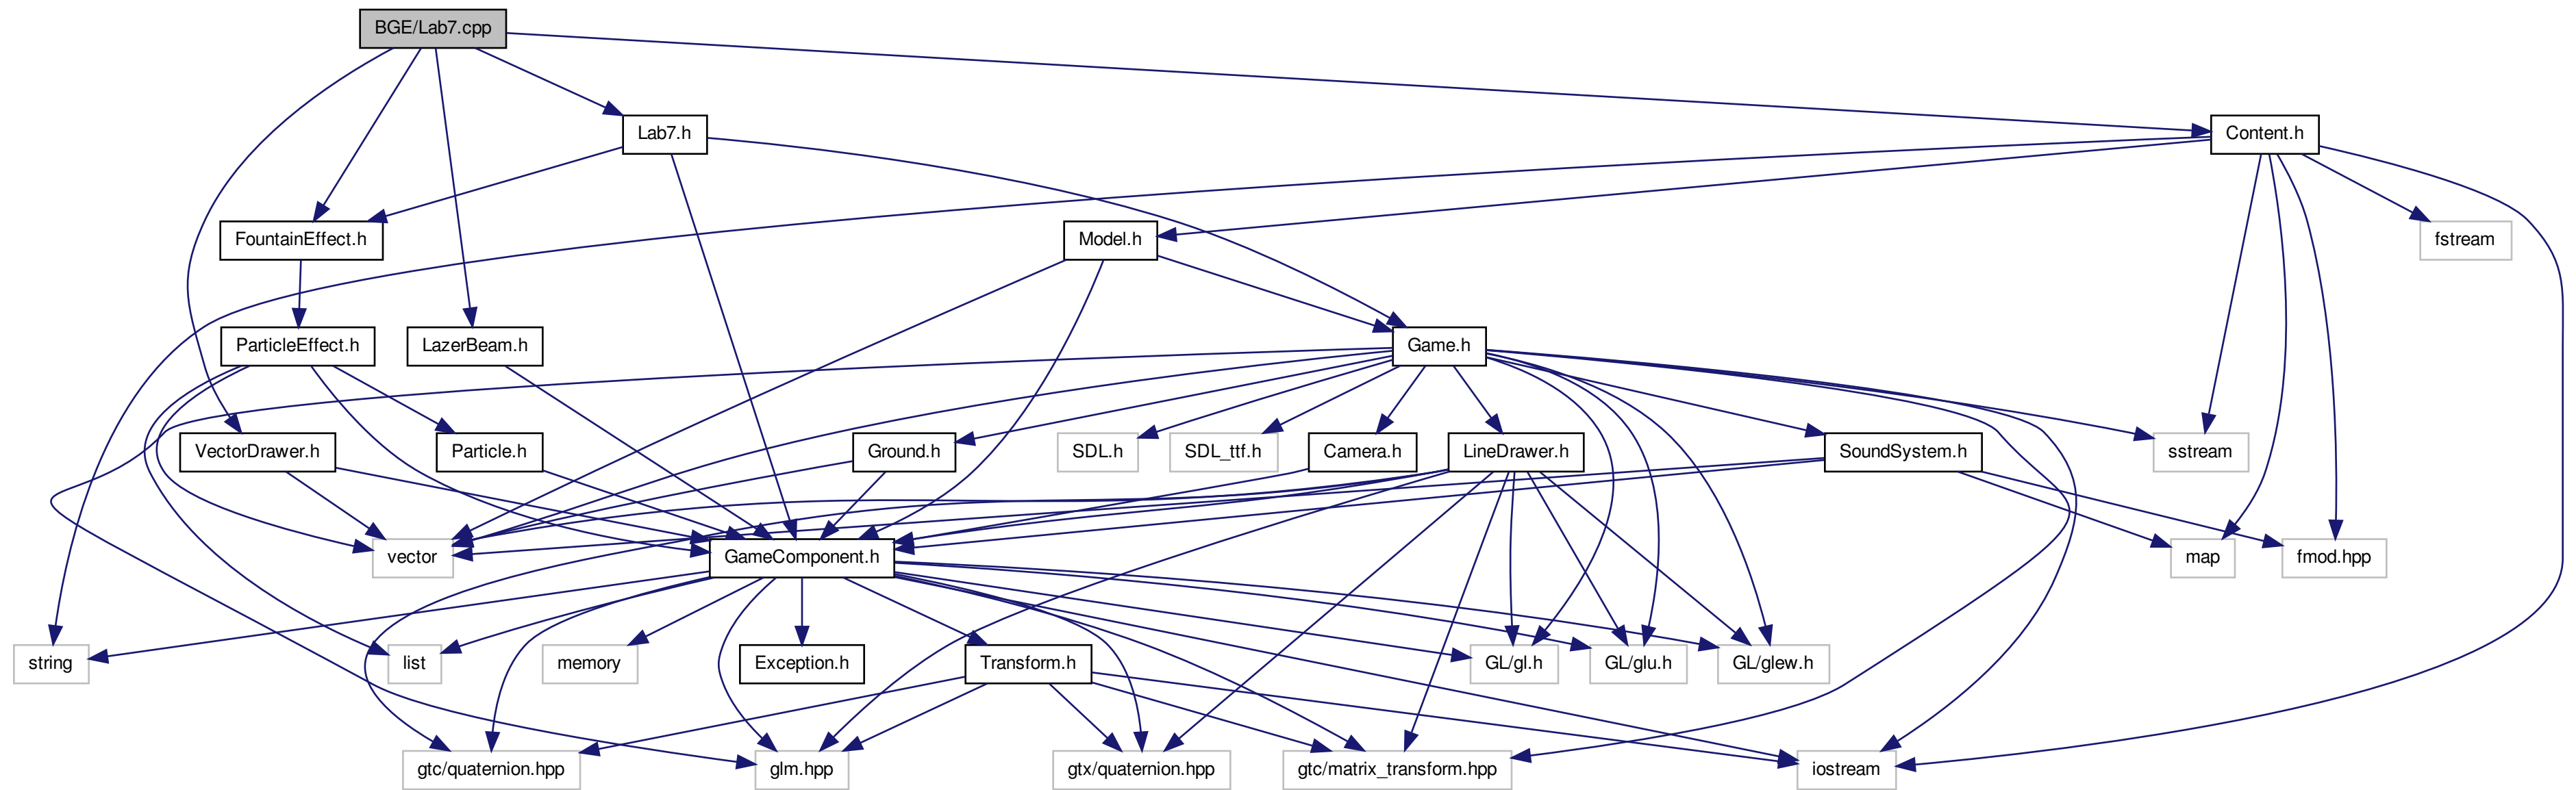 BGE/Lab7.cpp
Lab7.h
Content.h
FountainEffect.h
Model.h
fstream
ParticleEffect.h
LazerBeam.h
Game.h
VectorDrawer.h
Particle.h
Ground.h
SDL.h
SDL_ttf.h
Camera.h
LineDrawer.h
SoundSystem.h
sstream
vector
GameComponent.h
map
fmod.hpp
string
list
memory
Exception.h
Transform.h
GL/gl.h
GL/glu.h
GL/glew.h
gtc/quaternion.hpp
glm.hpp
gtx/quaternion.hpp
gtc/matrix_transform.hpp
iostream